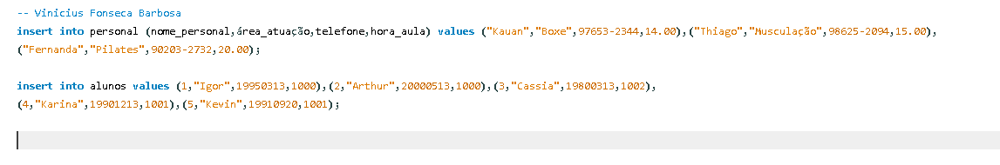 -- Vinicius Fonseca Barbosa
insert into personal (nome_personal,área_atuação,telefone,hora_aula) values ("Kauan","Boxe",97653-2344,14.00),("Thiago","Musculação",98625-2094,15.00),
("Fernanda","Pilates",90203-2732,20.00);
insert into alunos values (1,"Igor",19950313,1000),(2,"Arthur",20000513,1000),(3,"Cassia",19800313,1002),
(4,"Karina",19901213,1001),(5,"Kevin",19910920,1001);